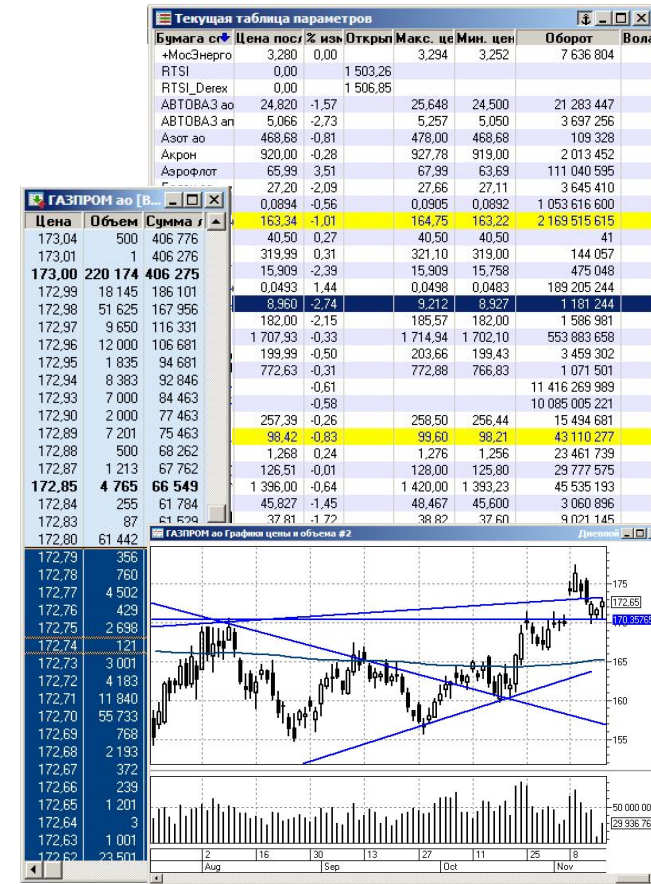 Текущая таблица параметров
Бумага со Цена посл % изм Открыт Макс. це Мин. цен Оборот Вола
+МосЭнерго 3,280 0,00 3,294 3,252 7 636 804
RTSI 0,00 1 503,26
RTSI_Derex 0,00 1 506,85
АВТОВАЗ ао 24,820 -1,57 25,648 24,500 21 283 447
АВТОВАЗ ап 5,066 -2,73 5,257 5,050 3 697 256
Азот ао 468,68 -0,81 478,00 468,68 109 328
Акрон 920,00 -0,28 927,78 919,00 2 013 452
Аэрофлот 65,99 3,51 67,99 63,69 111 040 595
27,20 -2,09 27,66 27,11 3 645 410
0,0894 -0,56 0,0905 0,0892 1 053 616 600
163,34 -1,01 164,75 163,22 2 169 515 615
40,50 0,27 40,50 40,50 41
319,99 0,31 321,10 319,00 144 057
15,909 -2,39 15,909 15,758 475 048
0,0493 1,44 0,0498 0,0483 189 205 244
8,960 -2,74 9,212 8,927 1 181 244
182,00 -2,15 185,57 182,00 1 586 981
1 707,93 -0,33 1 714,94 1 702,10 553 883 658
199,99 -0,50 203,66 199,43 3 459 302
772,63 -0,31 772,88 766,83 1 071 501
-0,61 11 416 269 989
-0,58 10 085 005 221
257,39 -0,26 258,50 256,44 15 494 681
98,42 -0,83 99,60 98,21 43 110 277
1,268 0,24 1,276 1,256 23 461 739
126,51 -0,01 128,00 125,80 29 777 575
1 396,00 -0,64 1 420,00 1 393,23 45 535 193
45,827 -1,45 48,467 45,600 3 060 896
37,81 -1,72 38,82 37,60 9 021 145
ГАЗПРОМ ао [В...
Цена Объем Сумма
173,04 500 406 776
173,01 1 406 276
173,00 220 174 406 275
172,99 18 145 186 101
172,98 51 625 167 956
172,97 9 650 116 331
172,96 12 000 106 681
172,95 1 835 94 681
172,94 8 383 92 846
172,93 7 000 84 463
172,90 2 000 77 463
172,89 7 201 75 463
172,88 500 68 262
172,87 1 213 67 762
172,85 4 765 66 549
172,84 255 61 784
172,83 87 61 529
172,80 61 442
172,79 356
172,78 760
172,77 4 502
172,76 429
172,75 2 698
172,74 121
172,73 3 001
172,72 4 183
172,71 11 840
172,70 55 733
172,69 768
172,68 2 193
172,67 372
172,66 239
172,65 1 201
172,64 3
172,63 1 001
172,62 23 501
ГАЗПРОМ ао Графики цены и объема #2 Дневной
175
172,65
170,35765
165
160
155
50 000 00
29 936 76
2 16 30 13 27 11 25 8
Aug Sep Oct Nov